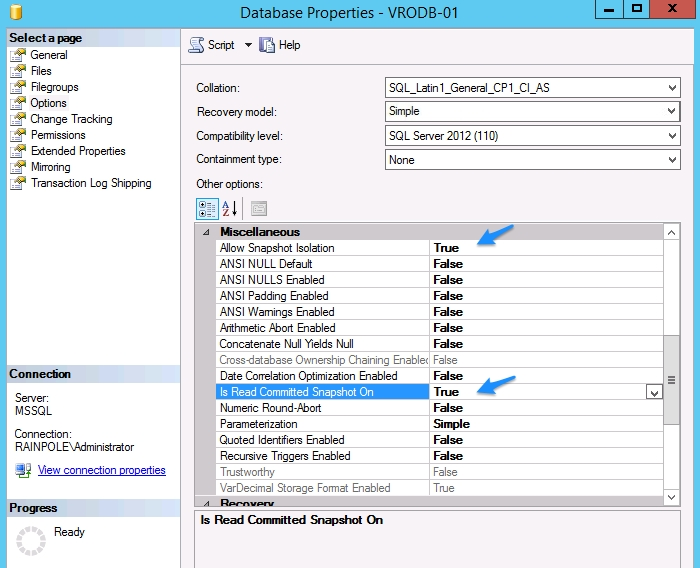 Database Properties - VRODB-01
Select a page
General
Files
Filegroups
Options
Change Tracking
Permissions
Extended Properties
Mirroring
Transaction Log Shipping
Connection
Server:
MSSQL
Connection:
RAINPOLE\Administrator
View connection properties
Progress
Ready
Script Help
Collation: SQL_Latin1_General_CP1_CI_AS
Recovery model: Simple
Compatibility level: SQL Server 2012 (110)
Containment type: None
Other options:
Miscellaneous
Allow Snapshot Isolation True
ANSI NULL Default False
ANSI NULLS Enabled False
ANSI Padding Enabled False
ANSI Warnings Enabled False
Arithmetic Abort Enabled False
Concatenate Null Yields Null False
Cross-database Ownership Chaining Enabled False
Date Correlation Optimization Enabled False
Is Read Committed Snapshot On True
Numeric Round-Abort False
Parameterization Simple
Quoted Identifiers Enabled False
Recursive Triggers Enabled False
Trustworthy False
VarDecimal Storage Format Enabled True
Recovery
Is Read Committed Snapshot On